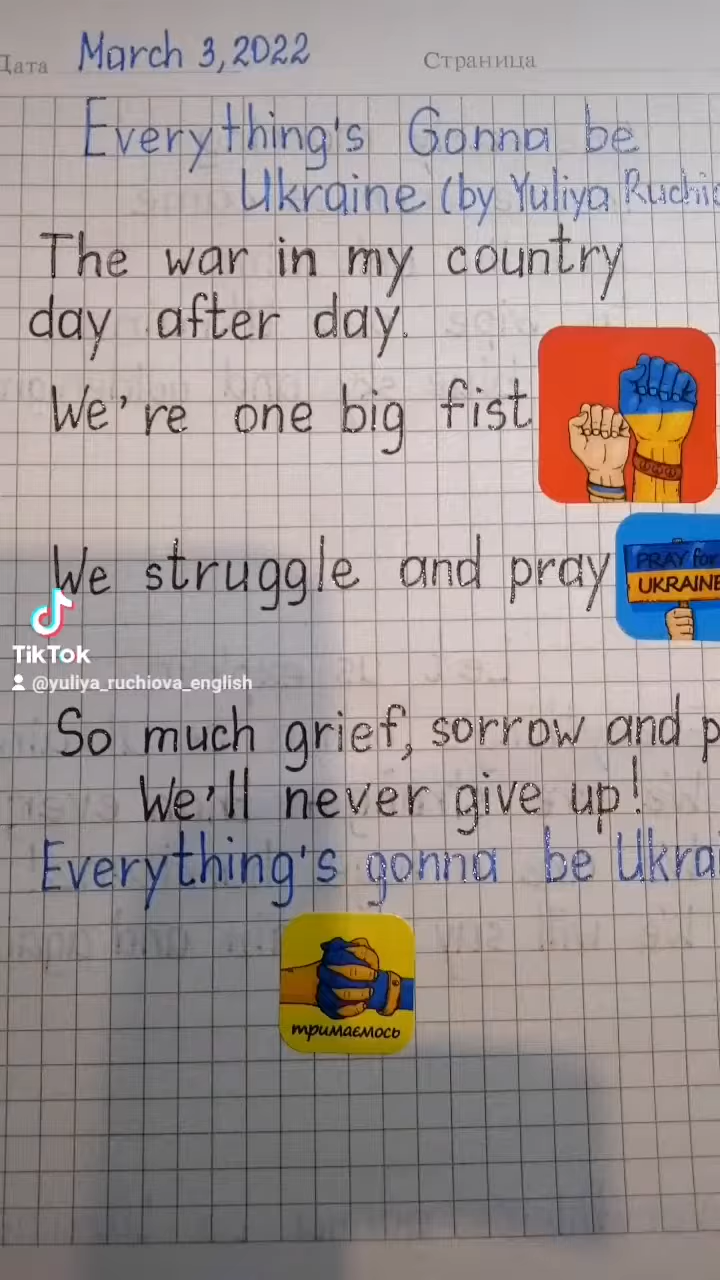 Дата March 3, 2022 Страница
Everything's Gonna be
Ukraine (by Yuliya
The war in my country
day after day.
We're one big fist
We struggle and pray
PRAY for
UKRAINE
TikTok
@yuliya_ruchiova_english
So much grief, sorrow and
We'll never give up!
Everything's gonna be
тримаємось